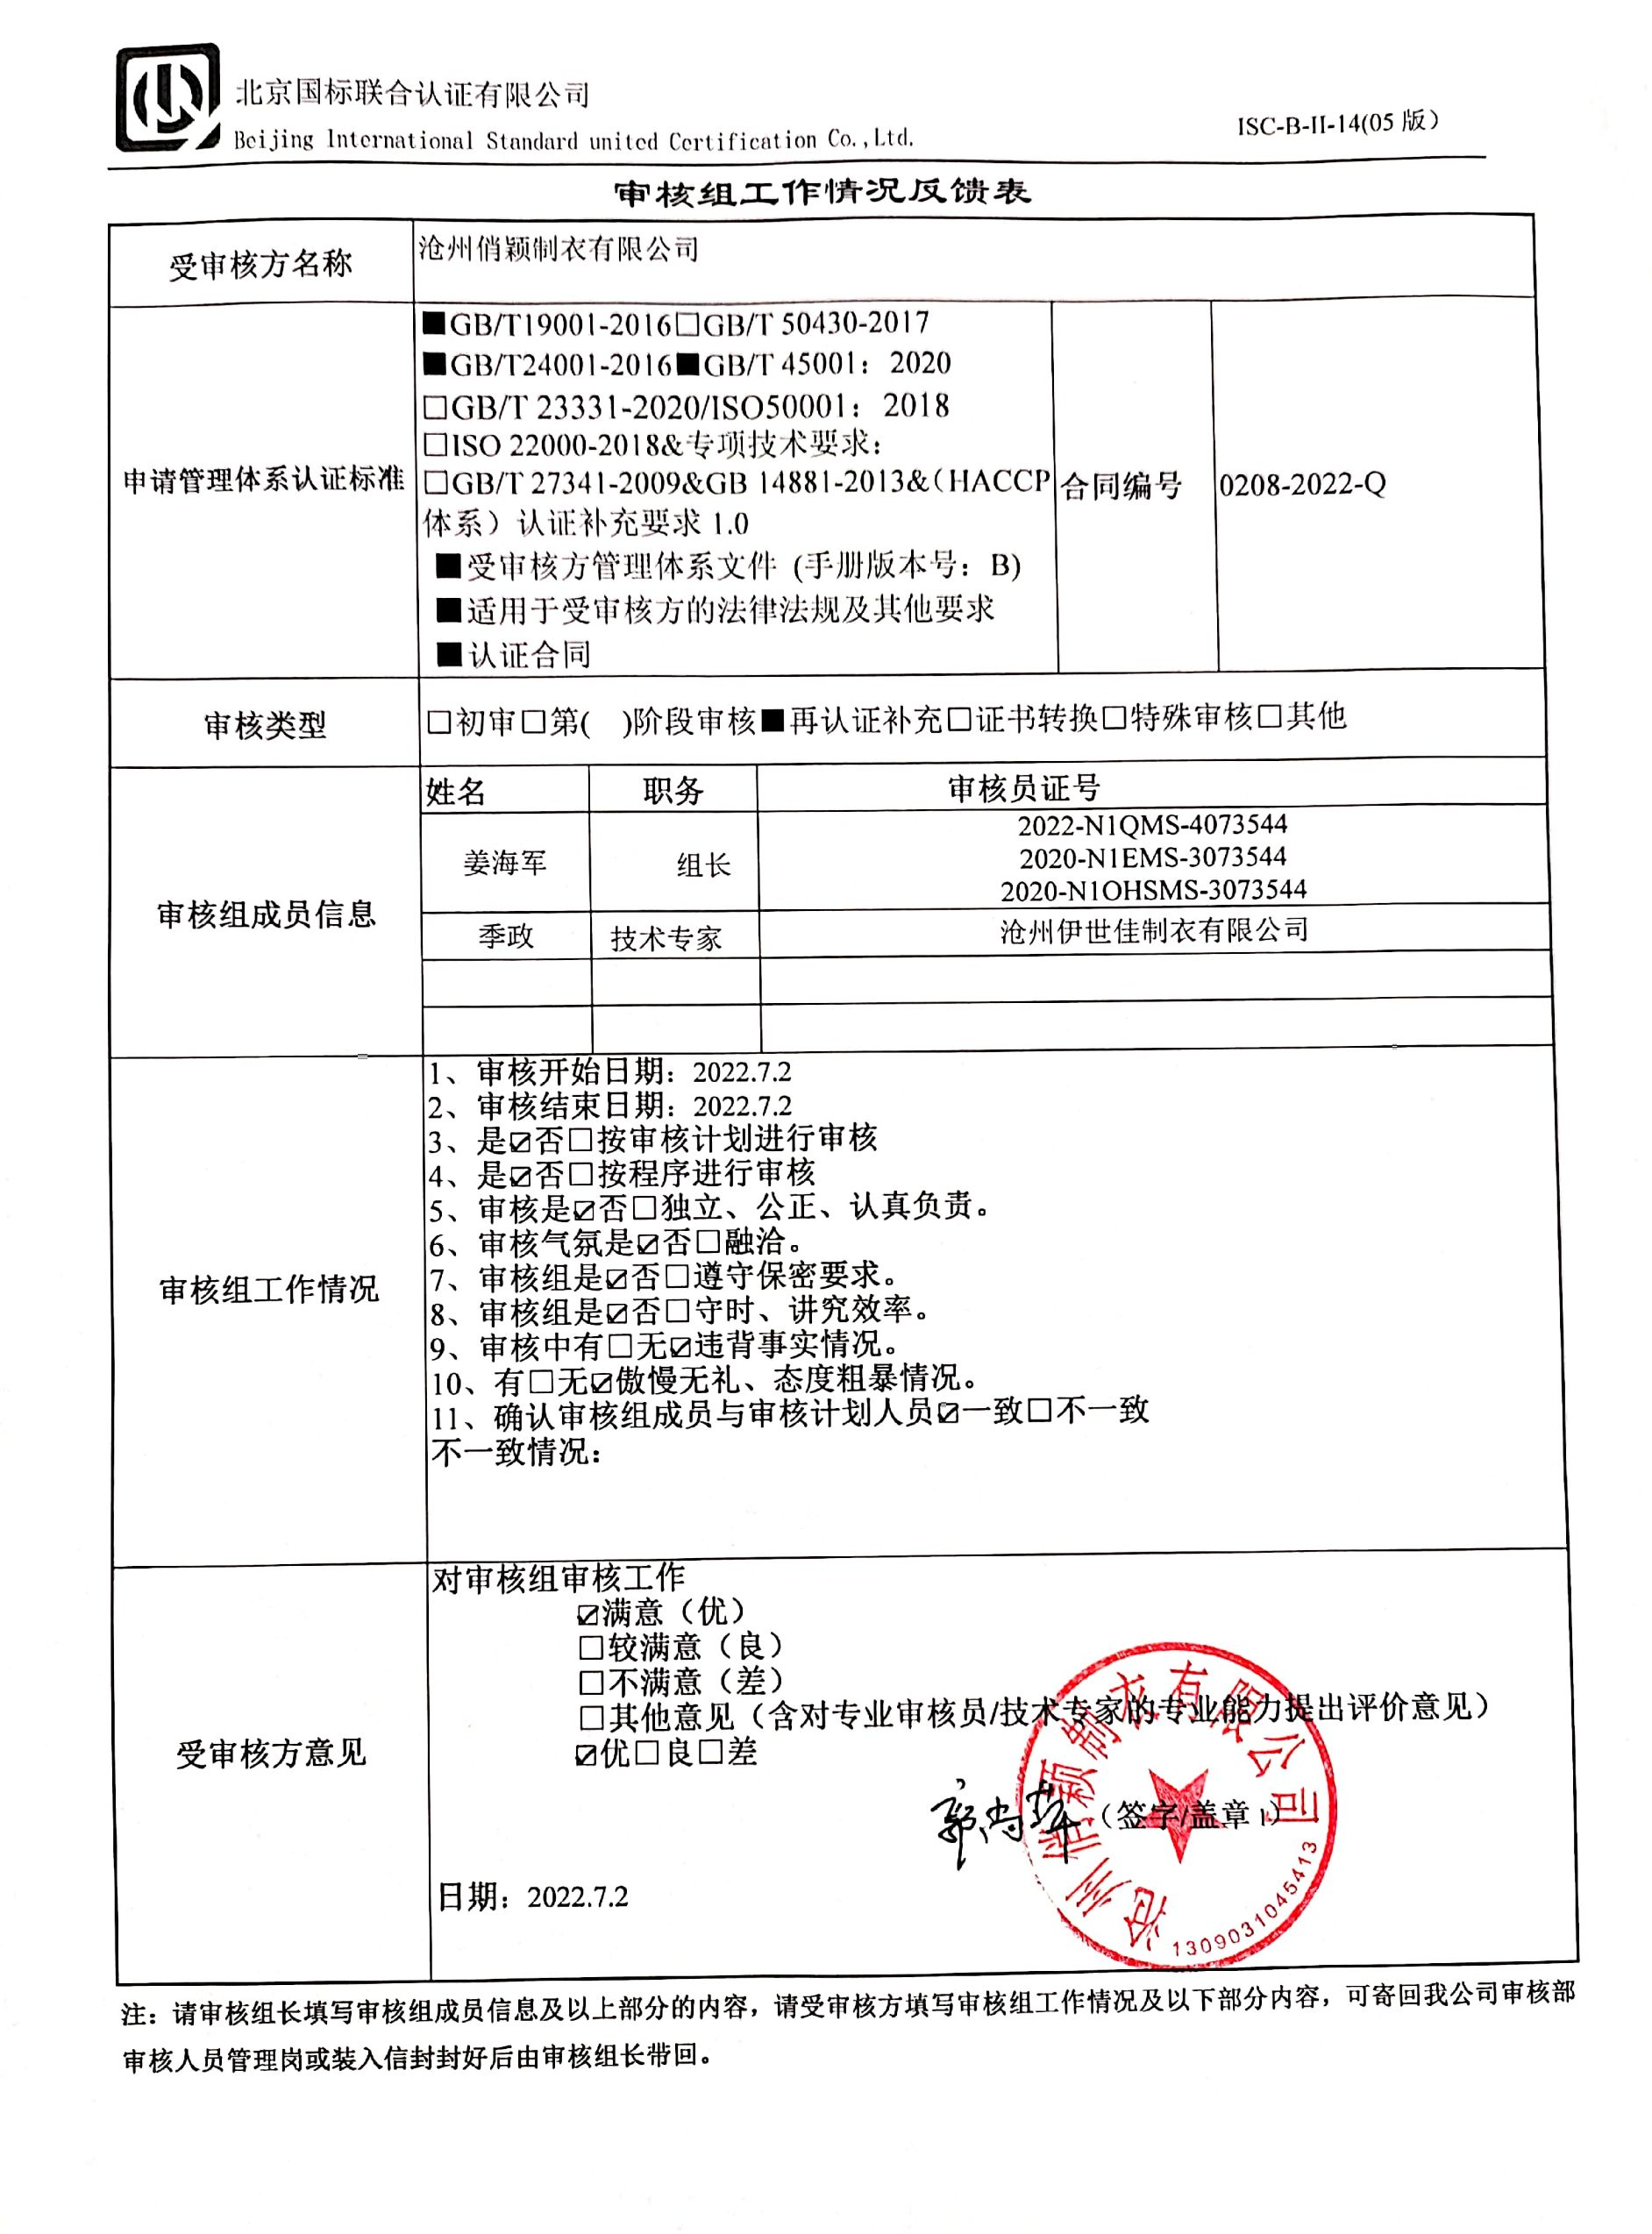 北京国标联合认证有限公司
Beijing International Standard united Certification Co.,Ltd.
ISC-B-II-14(05 版)
审核组工作情况反馈表
受审核方名称
沧州俏颖制衣有限公司
申请管理体系认证标准
■GB/T19001-2016□GB/T 50430-2017
■GB/T24001-2016■GB/T 45001：2020
□GB/T 23331-2020/ISO50001：2018
□ISO 22000-2018&专项技术要求：
□GB/T 27341-2009&GB 14881-2013&（HACCP
体系）认证补充要求 1.0
■受审核方管理体系文件 (手册版本号：B)
■适用于受审核方的法律法规及其他要求
■认证合同
合同编号
0208-2022-Q
审核类型
□初审□第(   )阶段审核■再认证补充□证书转换□特殊审核□其他
审核组成员信息
姓名 职务 审核员证号
姜海军 组长
2022-N1QMS-4073544
2020-N1EMS-3073544
2020-N1OHSMS-3073544
季政 技术专家 沧州伊世佳制衣有限公司
审核组工作情况
1、审核开始日期：2022.7.2
2、审核结束日期：2022.7.2
3、是☑否□按审核计划进行审核
4、是☑否□按程序进行审核
5、审核是☑否□独立、公正、认真负责。
6、审核气氛是☑否□融洽。
7、审核组是☑否□遵守保密要求。
8、审核组是☑否□守时、讲究效率。
9、审核中有□无☑违背事实情况。
10、有□无☑傲慢无礼、态度粗暴情况。
11、确认审核组成员与审核计划人员☑一致□不一致
不一致情况：
受审核方意见
对审核组审核工作
☑满意（优）
□较满意（良）
□不满意（差）
□其他意见（含对专业审核员/技术专家的专业能力提出评价意见）
☑优□良□差
（签字/盖章）
沧州俏颖制衣有限公司
1309031045413
日期：2022.7.2
注：请审核组长填写审核组成员信息及以上部分的内容，请受审核方填写审核组工作情况及以下部分内容，可寄回我公司审核部
审核人员管理岗或装入信封封好后由审核组长带回。